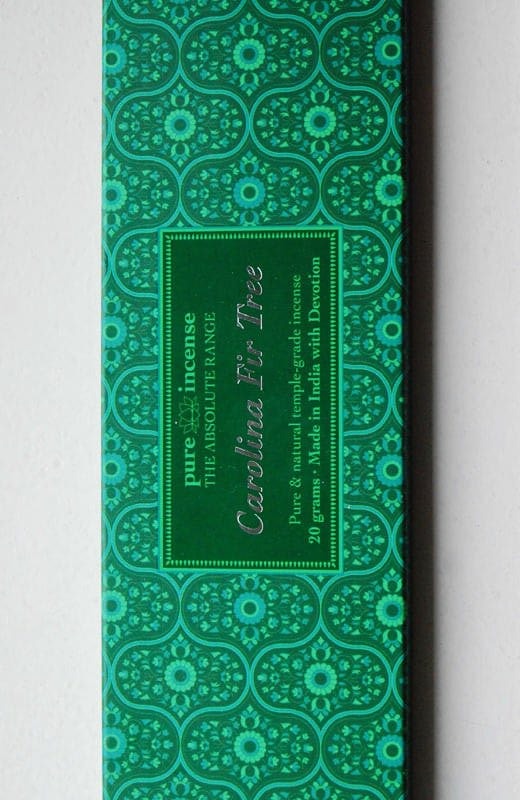 pure incense
THE ABSOLUTE RANGE
Carolina Fir Tree
Pure & natural temple-grade incense
20 grams · Made in India with Devotion